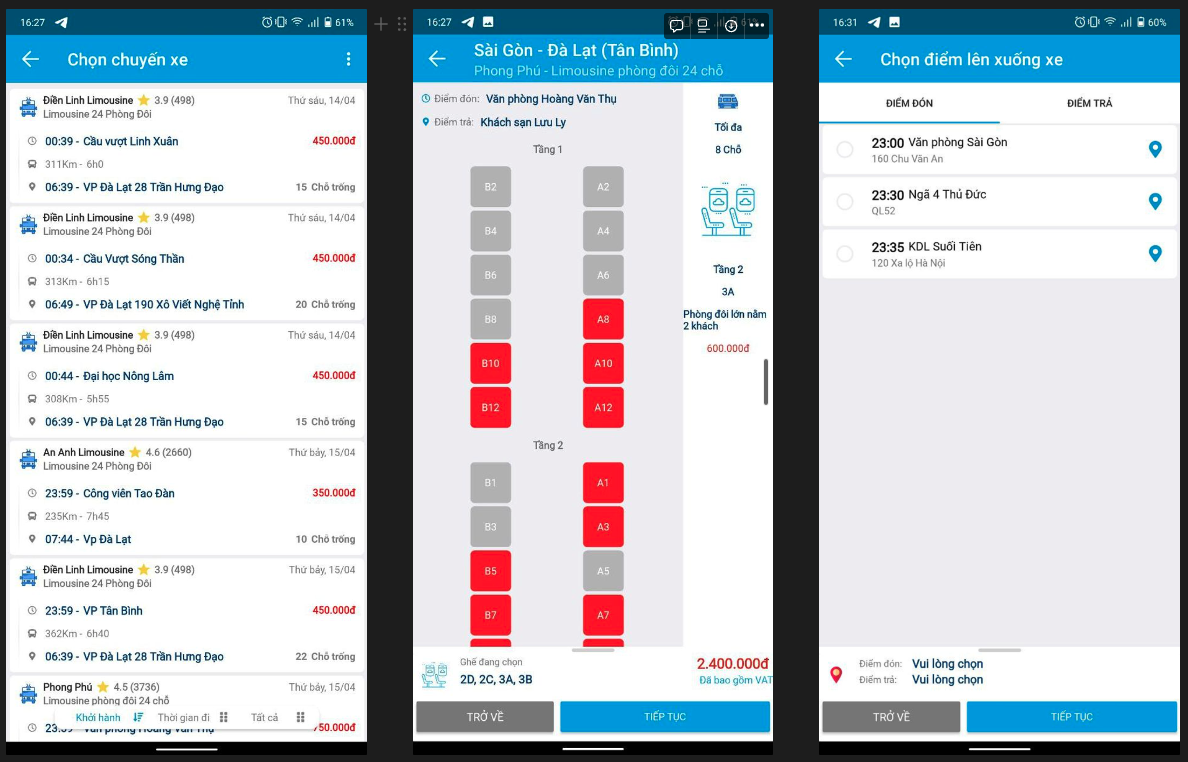 16:27
61%
Chọn chuyến xe
Điền Linh Limousine 3.9 (498) Thứ sáu, 14/04
Limousine 24 Phòng Đôi
00:39 - Cầu vượt Linh Xuân 450.000đ
311Km - 6h0
06:39 - VP Đà Lạt 28 Trần Hưng Đạo 15 Chỗ trống
Điền Linh Limousine 3.9 (498) Thứ sáu, 14/04
Limousine 24 Phòng Đôi
00:34 - Cầu Vượt Sóng Thần 450.000đ
313Km - 6h15
06:49 - VP Đà Lạt 190 Xô Viết Nghệ Tỉnh 20 Chỗ trống
Điền Linh Limousine 3.9 (498) Thứ sáu, 14/04
Limousine 24 Phòng Đôi
00:44 - Đại học Nông Lâm 450.000đ
308Km - 5h55
06:39 - VP Đà Lạt 28 Trần Hưng Đạo 15 Chỗ trống
An Anh Limousine 4.6 (2660) Thứ bảy, 15/04
Limousine 24 Phòng Đôi
23:59 - Công viên Tao Đàn 350.000đ
235Km - 7h45
07:44 - Vp Đà Lạt 10 Chỗ trống
Điền Linh Limousine 3.9 (498) Thứ bảy, 15/04
Limousine 24 Phòng Đôi
23:59 - VP Tân Bình 450.000đ
362Km - 6h40
06:39 - VP Đà Lạt 28 Trần Hưng Đạo 22 Chỗ trống
Phong Phú 4.5 (3736) Thứ bảy, 15/04
Limousine phòng đôi 24 chỗ
Khởi hành Thời gian đi Tất cả
16:27
Sài Gòn - Đà Lạt (Tân Bình)
Phong Phú - Limousine phòng đôi 24 chỗ
Điểm đón: Văn phòng Hoàng Văn Thụ
Điểm trả: Khách sạn Lưu Ly
Tầng 1
B2 A2
B4 A4
B6 A6
B8 A8
B10 A10
B12 A12
Tầng 2
B1 A1
B3 A3
B5 A5
B7 A7
Tối đa
8 Chỗ
Tầng 2
3A
Phòng đôi lớn nằm
2 khách
600.000đ
Ghế đang chọn
2D, 2C, 3A, 3B
2.400.000đ
Đã bao gồm VAT
TRỞ VỀ TIẾP TỤC
16:31
60%
Chọn điểm lên xuống xe
ĐIỂM ĐÓN ĐIỂM TRẢ
23:00 Văn phòng Sài Gòn
160 Chu Văn An
23:30 Ngã 4 Thủ Đức
QL52
23:35 KDL Suối Tiên
120 Xa lộ Hà Nội
Điểm đón: Vui lòng chọn
Điểm trả: Vui lòng chọn
TRỞ VỀ TIẾP TỤC